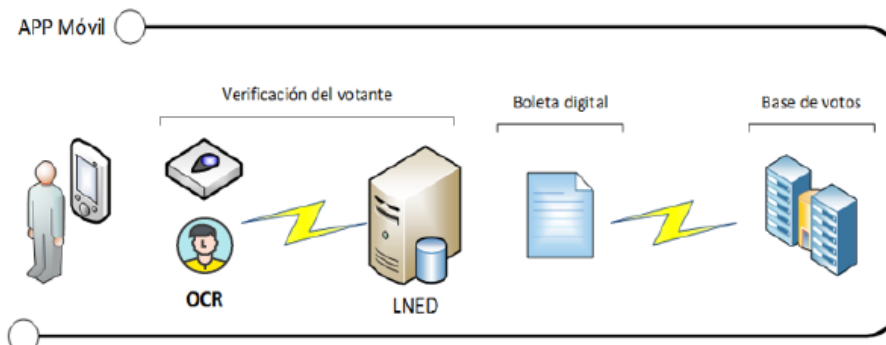 APP Móvil
Verificación del votante
Boleta digital
Base de votos
OCR
LNED